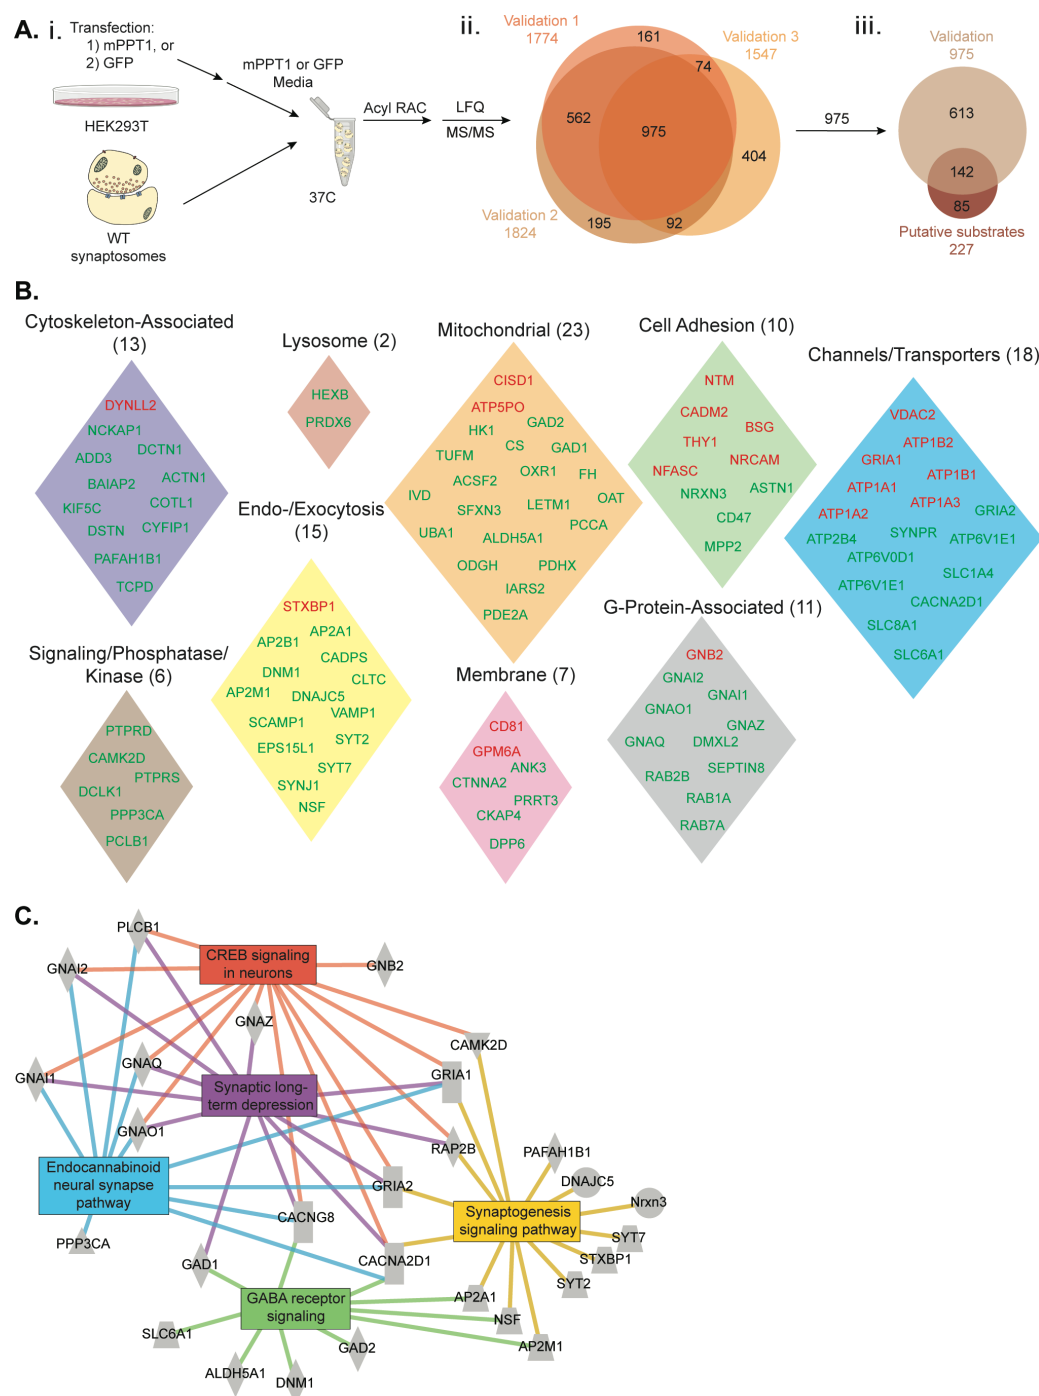 A. i.
Transfection:
1) mPPT1, or
2) GFP
HEK293T
WT
synaptosomes
mPPT1 or GFP
Media
37C
Acyl RAC
LFQ
MS/MS
ii.
Validation 1
1774
161
Validation 3
1547
74
562
975
404
Validation 2
1824
195
92
975
iii.
Validation
975
613
142
85
Putative substrates
227
B.
Cytoskeleton-Associated
(13)
DYNLL2
NCKAP1
DCTN1
ADD3
ACTN1
BAIAP2
COTL1
KIF5C
CYFIP1
DSTN
PAFAH1B1
TCPD
Lysosome (2)
HEXB
PRDX6
Mitochondrial (23)
CISD1
ATP5PO
GAD2
HK1
CS
GAD1
TUFM
OXR1
FH
ACSF2
IVD
LETM1
OAT
SFXN3
PCCA
UBA1
ALDH5A1
ODGH
PDHX
IARS2
PDE2A
Cell Adhesion (10)
NTM
CADM2
BSG
THY1
NRCAM
NFASC
ASTN1
NRXN3
CD47
MPP2
Channels/Transporters (18)
VDAC2
ATP1B2
GRIA1
ATP1B1
ATP1A1
ATP1A3
ATP1A2
GRIA2
ATP2B4
SYNPR
ATP6V1E1
ATP6V0D1
SLC1A4
ATP6V1E1
CACNA2D1
SLC8A1
SLC6A1
Endo-/Exocytosis
(15)
STXBP1
AP2A1
AP2B1
CADPS
DNM1
CLTC
AP2M1
DNAJC5
VAMP1
SCAMP1
SYT2
EPS15L1
SYT7
SYNJ1
NSF
Signaling/Phosphatase/
Kinase (6)
PTPRD
CAMK2D
PTPRS
DCLK1
PPP3CA
PCLB1
Membrane (7)
CD81
GPM6A
ANK3
CTNNA2
PRRT3
CKAP4
DPP6
G-Protein-Associated (11)
GNB2
GNAI2
GNAI1
GNAO1
GNAZ
GNAQ
DMXL2
SEPTIN8
RAB2B
RAB1A
RAB7A
C.
PLCB1
CREB signaling
in neurons
GNB2
GNAI2
GNAZ
CAMK2D
GNAQ
GNAI1
GRIA1
Synaptic long-
term depression
GNAO1
RAP2B
PAFAH1B1
Endocannabinoid
neural synapse
pathway
DNAJC5
GRIA2
Nrxn3
Synaptogenesis
signaling pathway
CACNG8
PPP3CA
SYT7
GAD1
CACNA2D1
STXBP1
SYT2
GABA receptor
signaling
AP2A1
NSF
SLC6A1
GAD2
AP2M1
ALDH5A1
DNM1